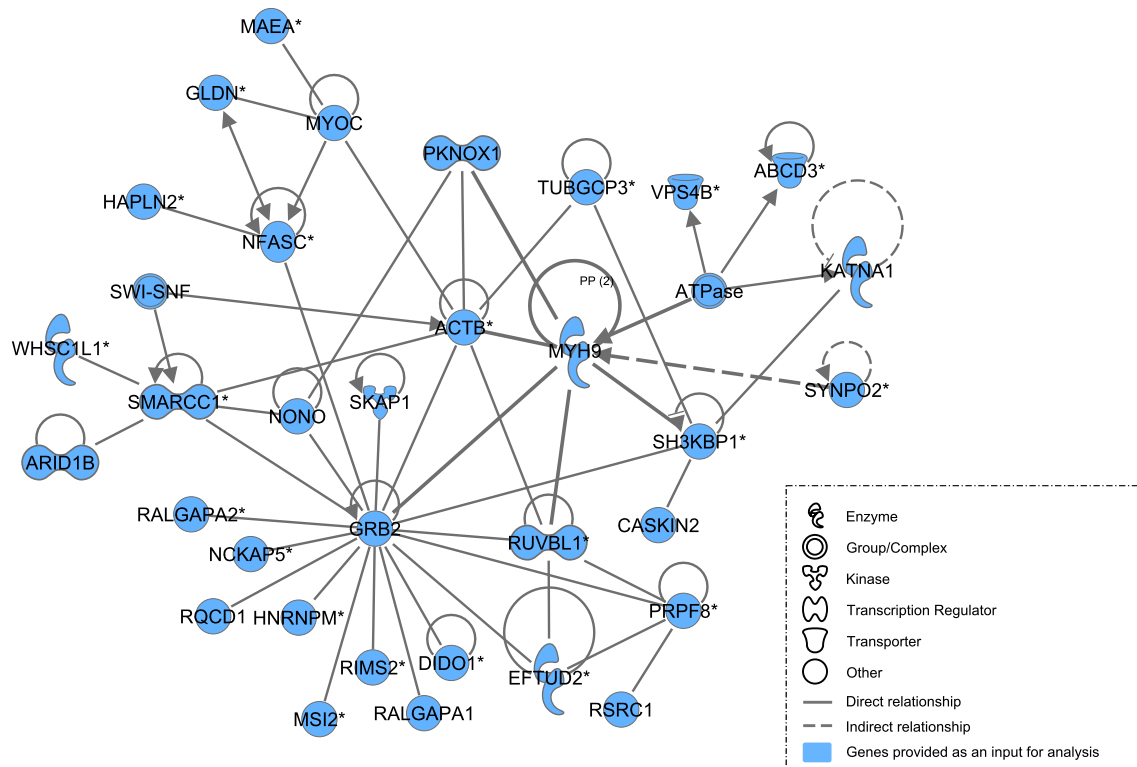 MAEA*
GLDN*
MYOC
PKNOX1
TUBGCP3*
VPS4B*
ABCD3*
HAPLN2*
NFASC*
KATNA1
SWI-SNF
PP (2)
ATPase
ACTB*
WHSC1L1*
MYH9
SYNPO2*
SMARCC1*
NONO
SKAP1
SH3KBP1*
ARID1B
RALGAPA2*
GRB2
CASKIN2
NCKAP5*
RUVBL1*
RQCD1
HNRNPM*
PRPF8*
RIMS2*
DIDO1*
EFTUD2*
MSI2*
RALGAPA1
RSRC1
Enzyme
Group/Complex
Kinase
Transcription Regulator
Transporter
Other
Direct relationship
Indirect relationship
Genes provided as an input for analysis